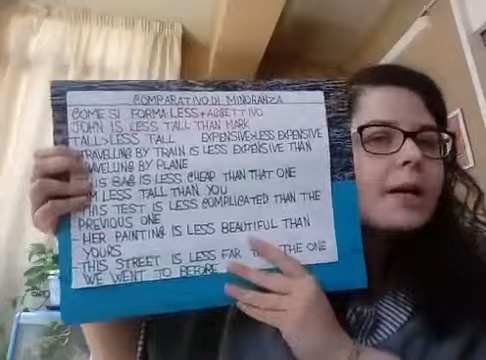 COMPARATIVO DI MINORANZA
COME SI FORMA: LESS + AGGETTIVO
JOHN IS LESS TALL THAN MARK
TALL>LESS TALL EXPENSIVE>LESS EXPENSIVE
TRAVELLING BY TRAIN IS LESS EXPENSIVE THAN
TRAVELLING BY PLANE
BAG IS LESS CHEAP THAN THAT ONE
LESS TALL THAN YOU
THIS TEST IS LESS COMPLICATED THAN THE
PREVIOUS ONE
- HER PAINTING IS LESS BEAUTIFUL THAN
YOURS
- THIS STREET IS LESS FAR THE ONE
WE WENT TO BEFORE